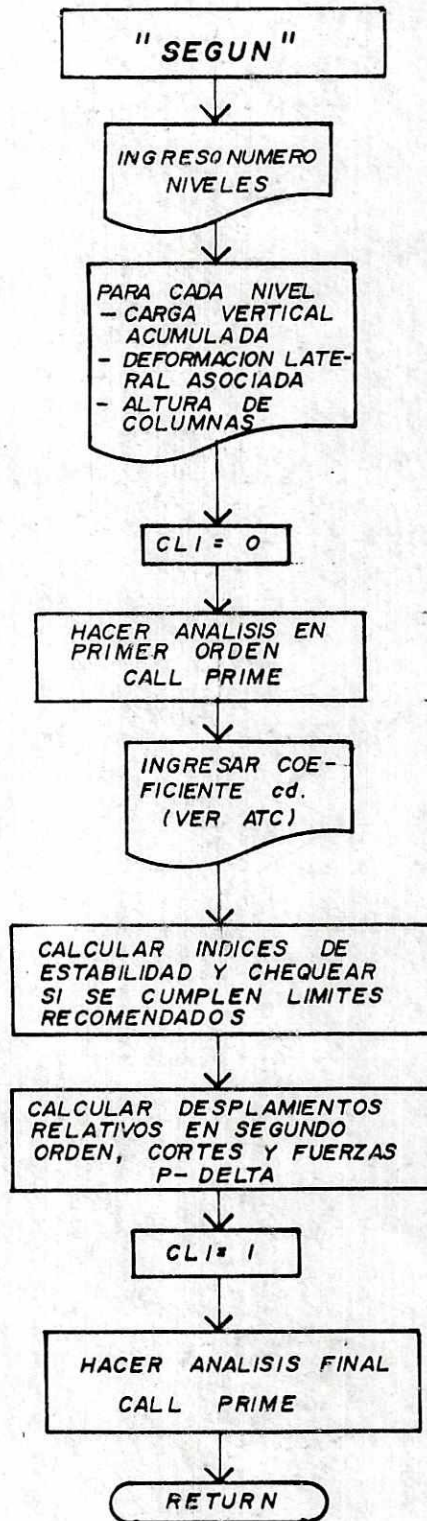 "SEGUN"
INGRESO NUMERO
NIVELES
PARA CADA NIVEL
- CARGA VERTICAL
ACUMULADA
- DEFORMACION LATE-
RAL ASOCIADA
- ALTURA DE
COLUMNAS
CLI = 0
HACER ANALISIS EN
PRIMER ORDEN
CALL PRIME
INGRESAR COE-
FICIENTE cd.
(VER ATC)
CALCULAR INDICES DE
ESTABILIDAD Y CHEQUEAR
SI SE CUMPLEN LIMITES
RECOMENDADOS
CALCULAR DESPLAMIENTOS
RELATIVOS EN SEGUNDO
ORDEN, CORTES Y FUERZAS
P-DELTA
CLI= 1
HACER ANALISIS FINAL
CALL PRIME
RETURN